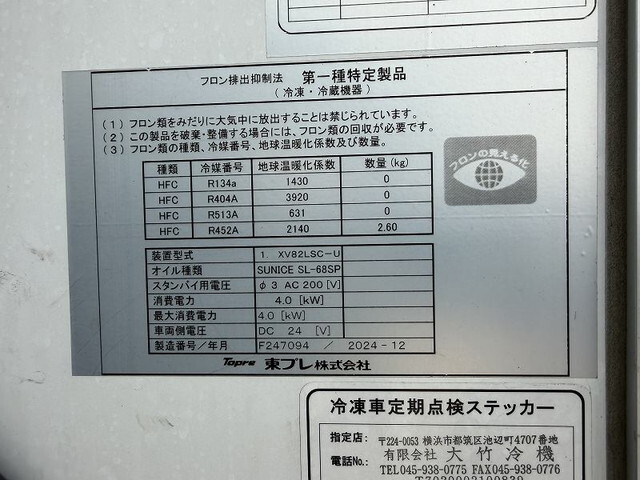 フロン排出抑制法 第一種特定製品
（冷凍・冷蔵機器）
（1）フロン類をみだりに大気中に放出することは禁じられています。
（2）この製品を破棄・整備する場合には、フロン類の回収が必要です。
（3）フロン類の種類、冷媒番号、地球温暖化係数及び数量。
フロンの見える化
種類 冷媒番号 地球温暖化係数 数量（kg）
HFC R134a 1430 0
HFC R404A 3920 0
HFC R513A 631 0
HFC R452A 2140 2.60
装置型式 1. XV82LSC-U
オイル種類 SUNICE SL-68SP
スタンバイ用電圧 φ3 AC 200 [V]
消費電力 4.0 [kW]
最大消費電力 4.0 [kW]
車両側電圧 DC 24 [V]
製造番号／年月 F247094 ／ 2024-12
Topre 東プレ株式会社
冷凍車定期点検ステッカー
指定店: 〒224-0053 横浜市都筑区池辺町4707番地
有限会社 大竹冷機
電話No.: TEL045-938-0775 FAX045-938-0776